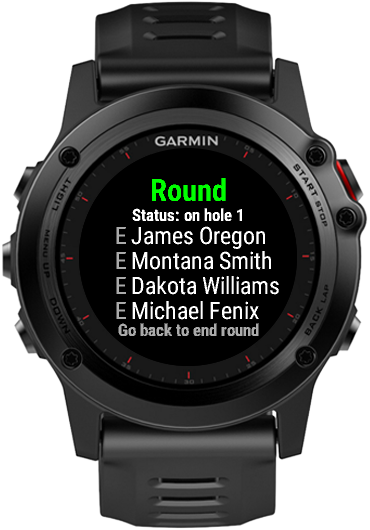 GARMIN
LIGHT
START STOP
Round
Status: on hole 1
E James Oregon
E Montana Smith
E Dakota Williams
E Michael Fenix
Go back to end round
MENU UP
DOWN
BACK LAP